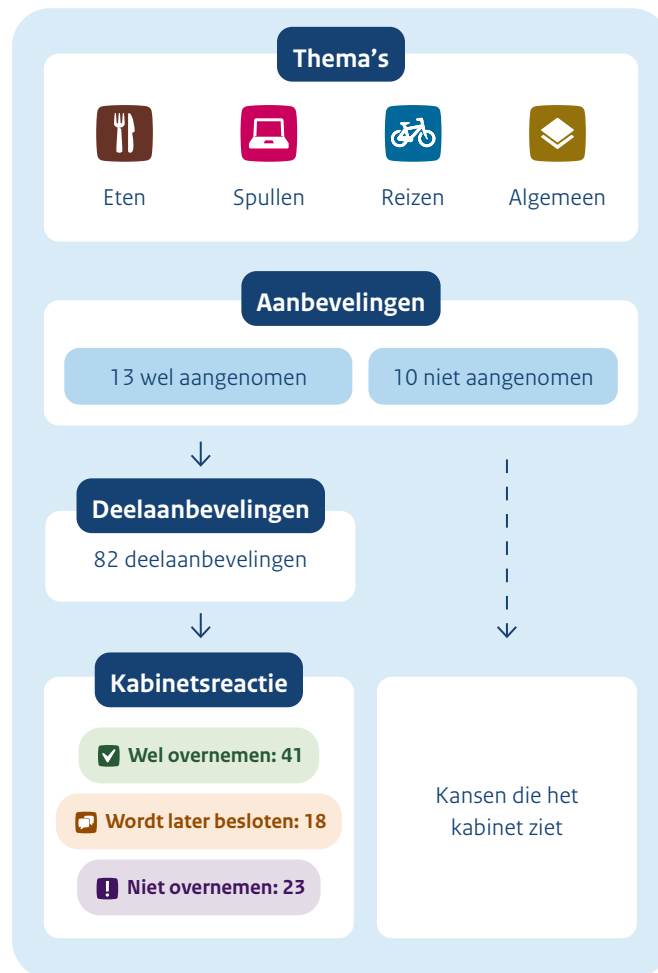 Thema's
Eten
Spullen
Reizen
Algemeen
Aanbevelingen
13 wel aangenomen
10 niet aangenomen
Deelaanbevelingen
82 deelaanbevelingen
Kabinetsreactie
Wel overnemen: 41
Wordt later besloten: 18
Niet overnemen: 23
Kansen die het
kabinet ziet